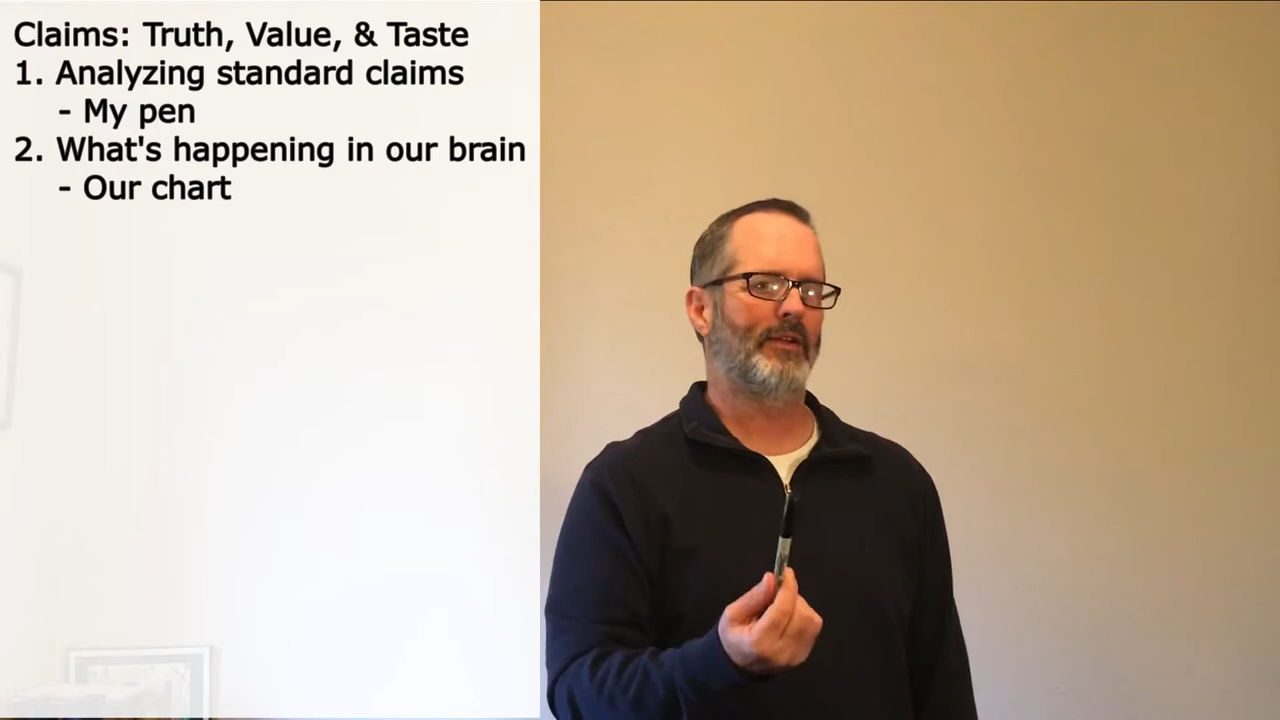 Claims: Truth, Value, & Taste
1. Analyzing standard claims
- My pen
2. What's happening in our brain
- Our chart